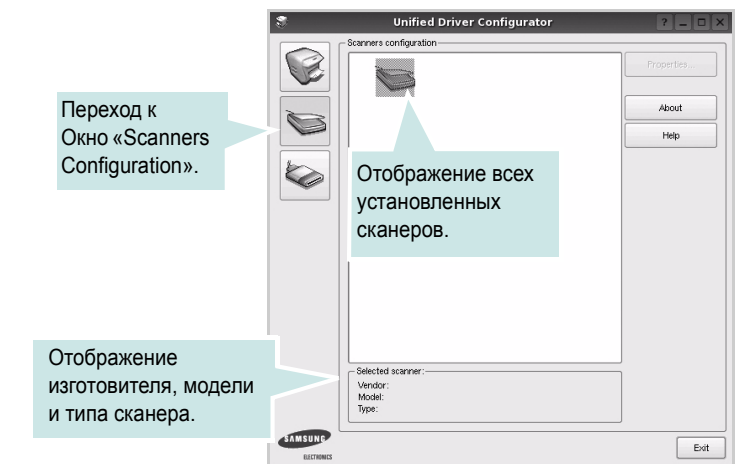 Unified Driver Configurator
Scanners configuration
Properties...
About
Help
Переход к
Окно «Scanners
Configuration».
Отображение всех
установленных
сканеров.
Отображение
изготовителя, модели
и типа сканера.
Selected scanner:
Vendor:
Model:
Type:
SAMSUNG
ELECTRONICS
Exit